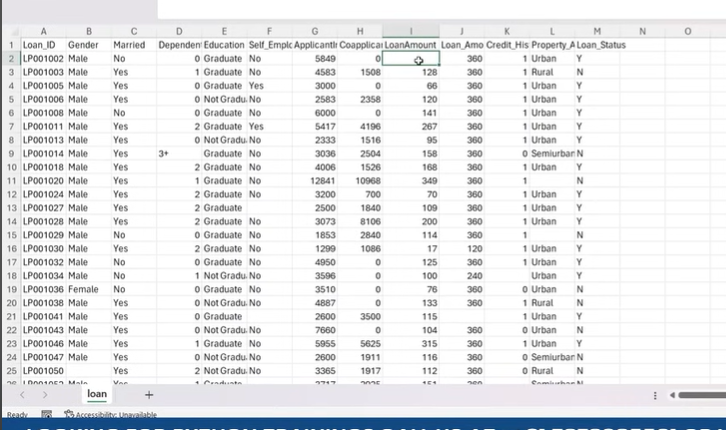 A B C D E F G H I J K L M N O
1 Loan_ID Gender Married Dependen Education Self_Emplo ApplicantI Coapplica LoanAmount Loan_Amo Credit_His Property_A Loan_Status
2 LP001002 Male No 0 Graduate No 5849 0 360 1 Urban Y
3 LP001003 Male Yes 1 Graduate No 4583 1508 128 360 1 Rural N
4 LP001005 Male Yes 0 Graduate Yes 3000 0 66 360 1 Urban Y
5 LP001006 Male Yes 0 Not Gradu No 2583 2358 120 360 1 Urban Y
6 LP001008 Male No 0 Graduate No 6000 0 141 360 1 Urban Y
7 LP001011 Male Yes 2 Graduate Yes 5417 4196 267 360 1 Urban Y
8 LP001013 Male Yes 0 Not Gradu No 2333 1516 95 360 1 Urban Y
9 LP001014 Male Yes 3+ Graduate No 3036 2504 158 360 0 Semiurban N
10 LP001018 Male Yes 2 Graduate No 4006 1526 168 360 1 Urban Y
11 LP001020 Male Yes 1 Graduate No 12841 10968 349 360 1 N
12 LP001024 Male Yes 2 Graduate No 3200 700 70 360 1 Urban Y
13 LP001027 Male Yes 2 Graduate 2500 1840 109 360 1 Urban Y
14 LP001028 Male Yes 2 Graduate No 3073 8106 200 360 1 Urban Y
15 LP001029 Male No 0 Graduate No 1853 2840 114 360 1 N
16 LP001030 Male Yes 2 Graduate No 1299 1086 17 120 1 Urban Y
17 LP001032 Male No 0 Graduate No 4950 0 125 360 1 Urban Y
18 LP001034 Male No 1 Not Gradu No 3596 0 100 240 Urban Y
19 LP001036 Female No 0 Graduate No 3510 0 76 360 0 Urban N
20 LP001038 Male Yes 0 Not Gradu No 4887 0 133 360 1 Rural N
21 LP001041 Male Yes 0 Graduate 2600 3500 115 1 Urban Y
22 LP001043 Male Yes 0 Not Gradu No 7660 0 104 360 0 Urban N
23 LP001046 Male Yes 1 Graduate No 5955 5625 315 360 1 Urban Y
24 LP001047 Male Yes 0 Not Gradu No 2600 1911 116 360 0 Semiurban N
25 LP001050 Yes 2 Not Gradu No 3365 1917 112 360 0 Rural N
loan
Ready Accessibility: Unavailable